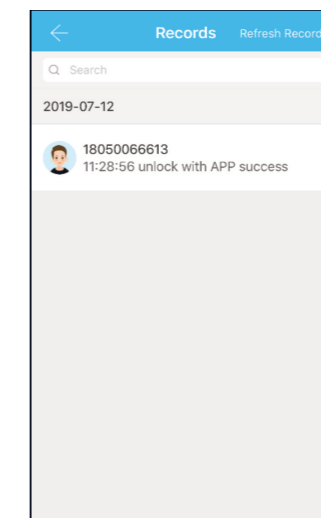 Records Refresh Record
Search
2019-07-12
18050066613
11:28:56 unlock with APP success